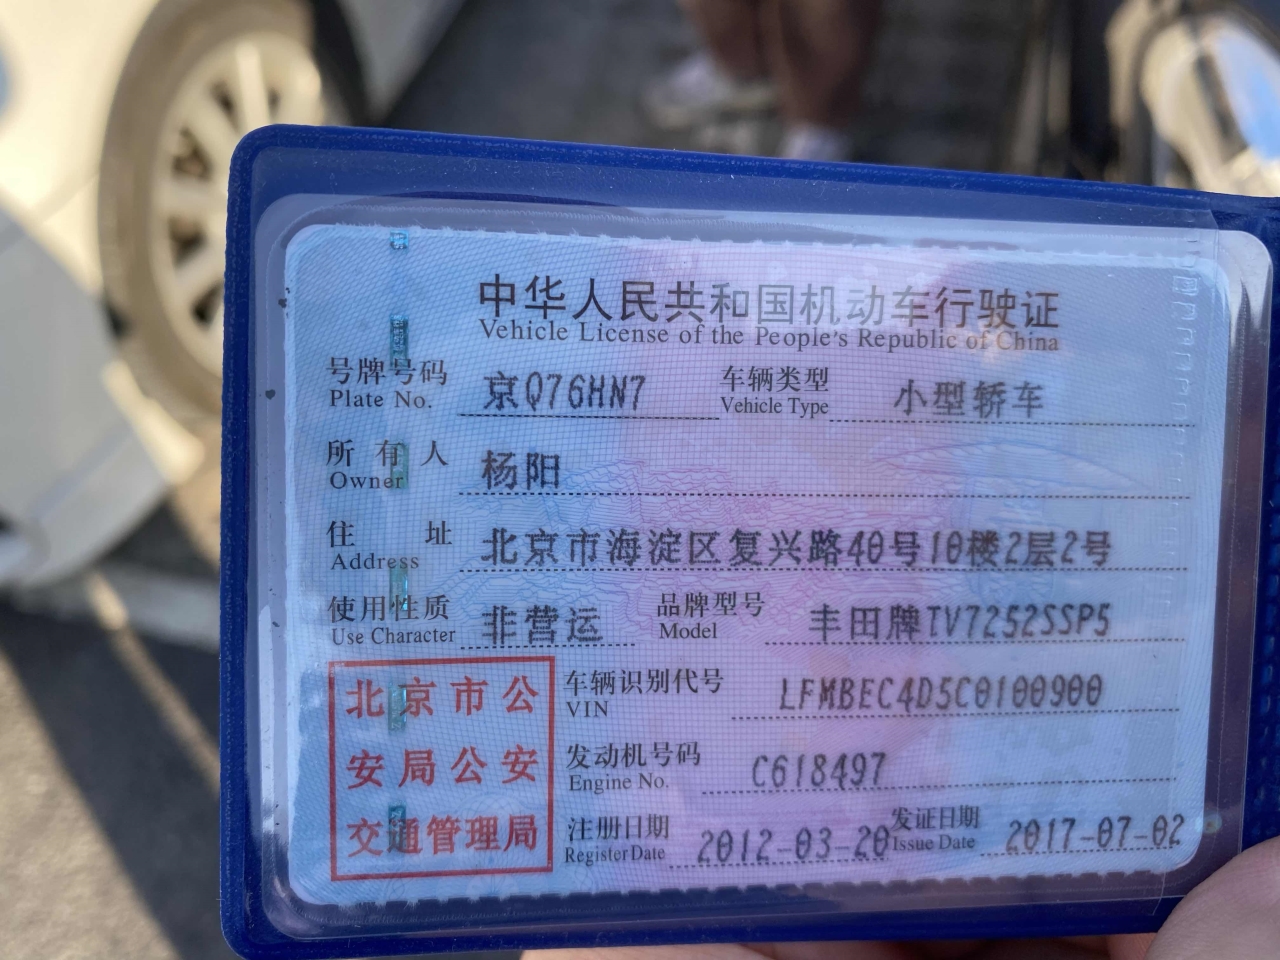 中华人民共和国机动车行驶证
Vehicle License of the People's Republic of China
号牌号码 京Q76HN7 车辆类型 小型轿车
Plate No. Vehicle Type
所有人 杨阳
Owner
住址 北京市海淀区复兴路40号10楼2层2号
Address
使用性质 非营运 品牌型号 丰田牌TV7252SSP5
Use Character Model
北京市公
安局公安
交通管理局
车辆识别代号 LFMBEC4D5C0100900
VIN
发动机号码 C618497
Engine No.
注册日期 2012-03-20 发证日期 2017-07-02
Register Date Issue Date